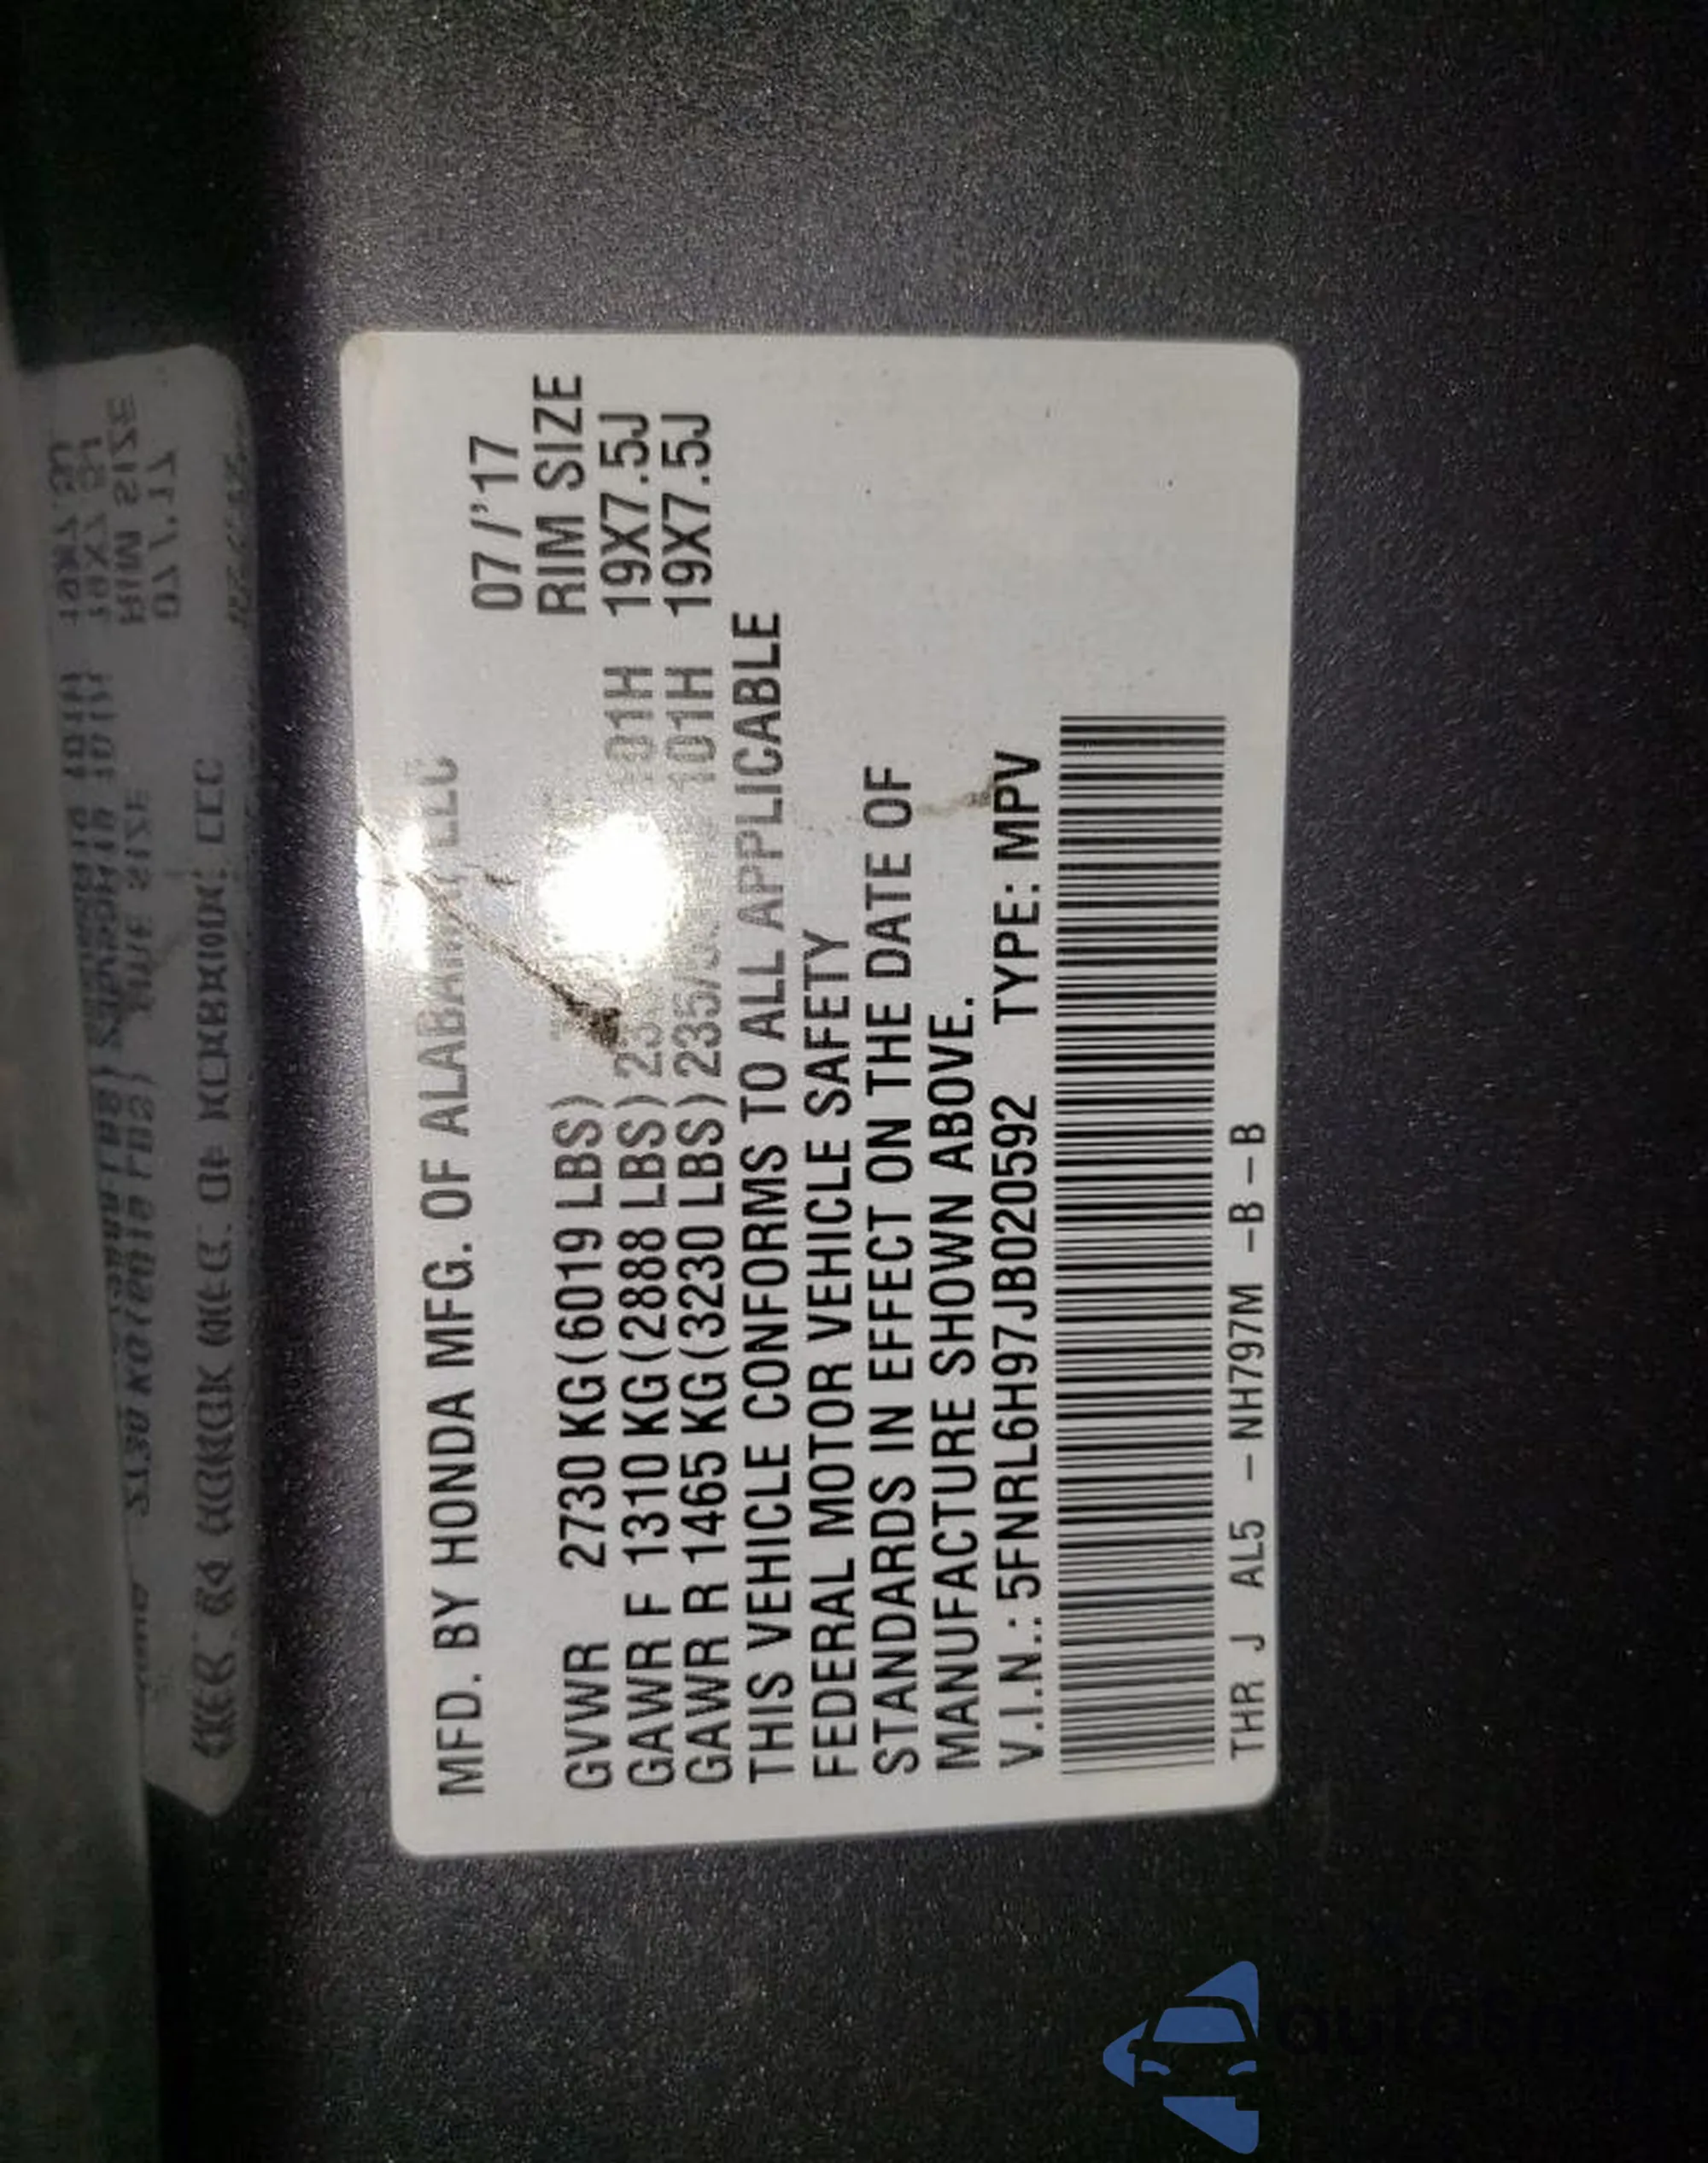 MFD. BY HONDA MFG. OF ALABAMA, LLC
07/'17
GVWR 2730 KG (6019 LBS) RIM SIZE
GAWR F 1310 KG (2888 LBS) 101H 19X7.5J
GAWR R 1465 KG (3230 LBS) 235/ 101H 19X7.5J
THIS VEHICLE CONFORMS TO ALL APPLICABLE
FEDERAL MOTOR VEHICLE SAFETY
STANDARDS IN EFFECT ON THE DATE OF
MANUFACTURE SHOWN ABOVE.
V.I.N.: 5FNRL6H97JB020592 TYPE: MPV
THR J AL5 - NH797M -B - B